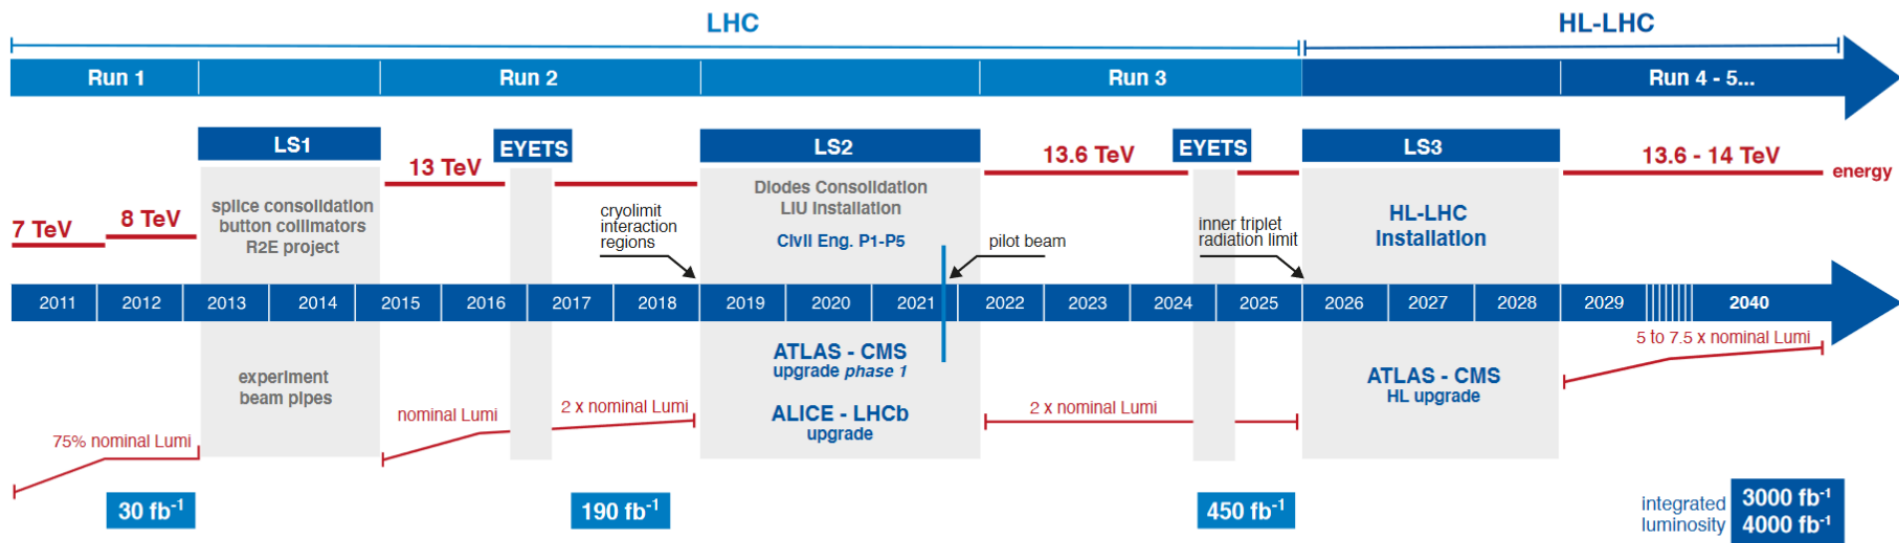 LHC
HL-LHC
Run 1
Run 2
Run 3
Run 4 - 5...
LS1
EYETS
LS2
EYETS
LS3
7 TeV
8 TeV
13 TeV
13.6 TeV
13.6 - 14 TeV
energy
splice consolidation
button collimators
R2E project
cryolimit
interaction
regions
Diodes Consolidation
LIU Installation
Civil Eng. P1-P5
pilot beam
inner triplet
radiation limit
HL-LHC
Installation
2011
2012
2013
2014
2015
2016
2017
2018
2019
2020
2021
2022
2023
2024
2025
2026
2027
2028
2029
2040
75% nominal Lumi
experiment
beam pipes
nominal Lumi
2 x nominal Lumi
ATLAS - CMS
upgrade phase 1
ALICE - LHCb
upgrade
2 x nominal Lumi
ATLAS - CMS
HL upgrade
5 to 7.5 x nominal Lumi
30 fb⁻¹
190 fb⁻¹
450 fb⁻¹
integrated
luminosity
3000 fb⁻¹
4000 fb⁻¹